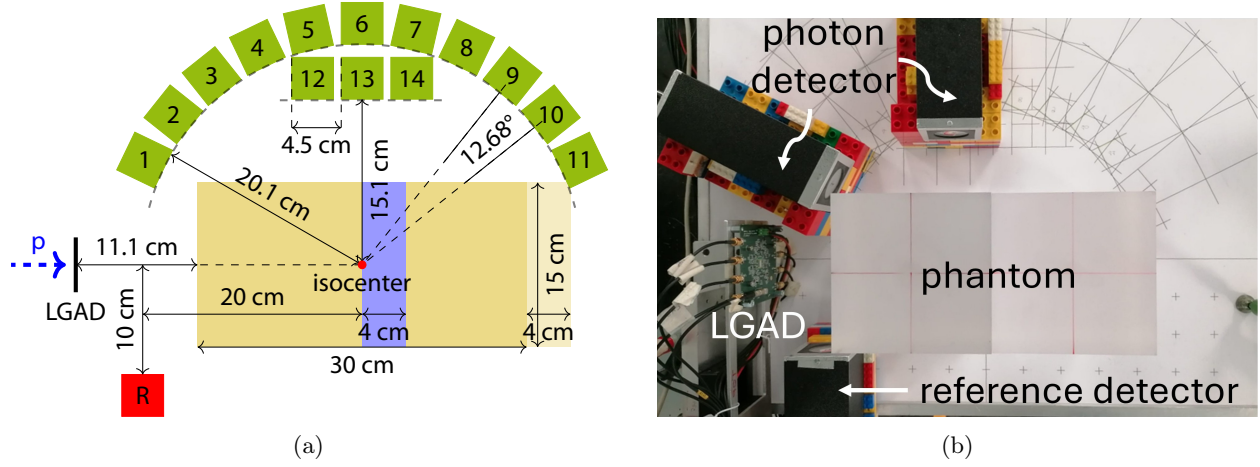 1
2
3
4
5
6
7
8
9
10
11
12
13
14
4.5 cm
20.1 cm
15.1 cm
12.68°
p
11.1 cm
LGAD
isocenter
20 cm
10 cm
4 cm
15 cm
4 cm
30 cm
R
(a)
photon
detector
phantom
LGAD
reference detector
(b)